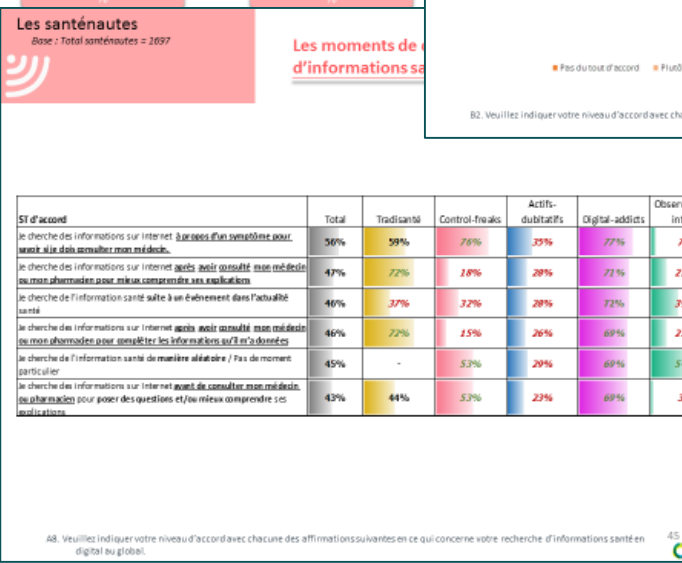 Les santénautes
Base : Total santénautes = 1697
Les moments de
d'informations sa
Pas du tout d'accord Plutô
B2. Veuillez indiquer votre niveau d'accord avec cha
ST d'accord Total Tradisanté Control-freaks Actifs-dubitatifs Digital-addicts Obser
Je cherche des informations sur Internet à propos d'un symptôme pour
savoir si je dois consulter mon médecin. 56% 59% 76% 35% 77%
Je cherche des informations sur Internet après avoir consulté mon médecin
ou mon pharmacien pour mieux comprendre ses explications 47% 72% 18% 28% 71% 2
Je cherche de l'information santé suite à un évènement dans l'actualité
santé 46% 37% 32% 28% 72% 3
Je cherche des informations sur Internet après avoir consulté mon médecin
ou mon pharmacien pour compléter les informations qu'il m'a données 46% 72% 15% 26% 69% 2
Je cherche de l'information santé de manière aléatoire / Pas de moment
particulier 45% - 53% 29% 69% 5
Je cherche des informations sur Internet avant de consulter mon médecin
ou pharmacien pour poser des questions et/ou mieux comprendre ses
explications 43% 44% 53% 23% 69% 3
A8. Veuillez indiquer votre niveau d'accord avec chacune des affirmations suivantes en ce qui concerne votre recherche d'informations santé en
digital au global.
45